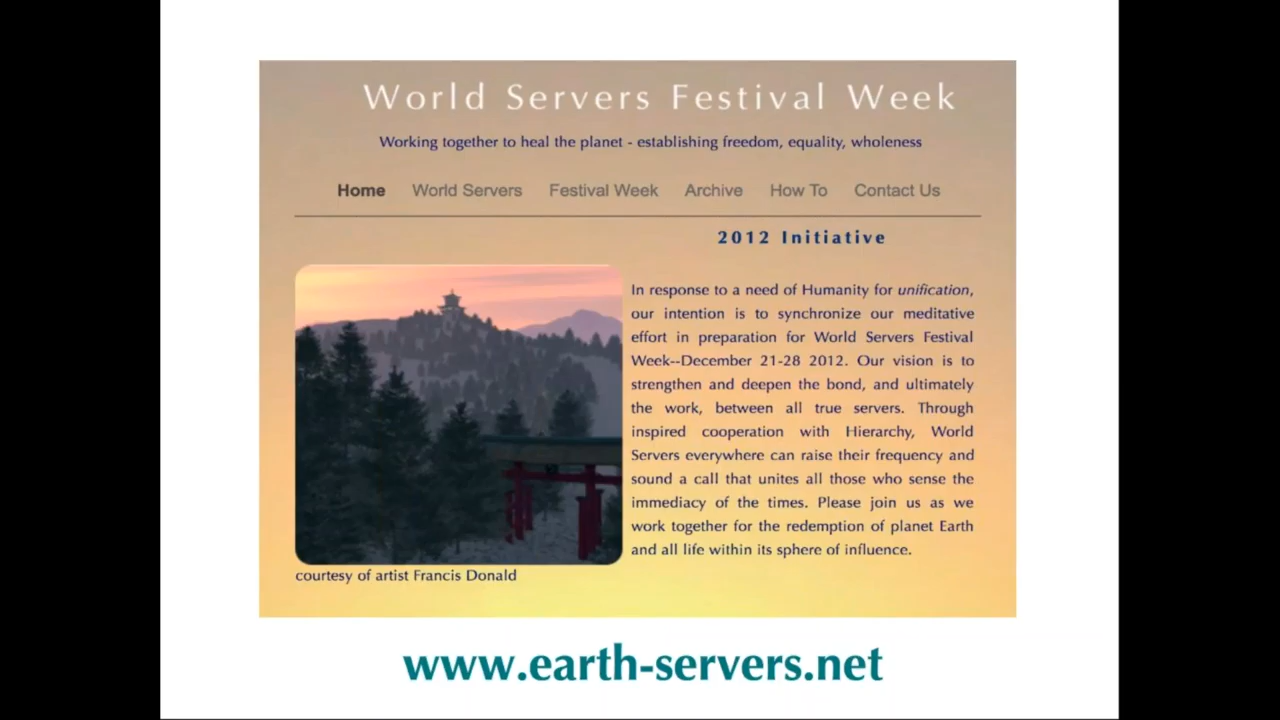 World Servers Festival Week
Working together to heal the planet - establishing freedom, equality, wholeness
Home World Servers Festival Week Archive How To Contact Us
2012 Initiative
In response to a need of Humanity for unification,
our intention is to synchronize our meditative
effort in preparation for World Servers Festival
Week--December 21-28 2012. Our vision is to
strengthen and deepen the bond, and ultimately
the work, between all true servers. Through
inspired cooperation with Hierarchy, World
Servers everywhere can raise their frequency and
sound a call that unites all those who sense the
immediacy of the times. Please join us as we
work together for the redemption of planet Earth
and all life within its sphere of influence.
courtesy of artist Francis Donald
www.earth-servers.net